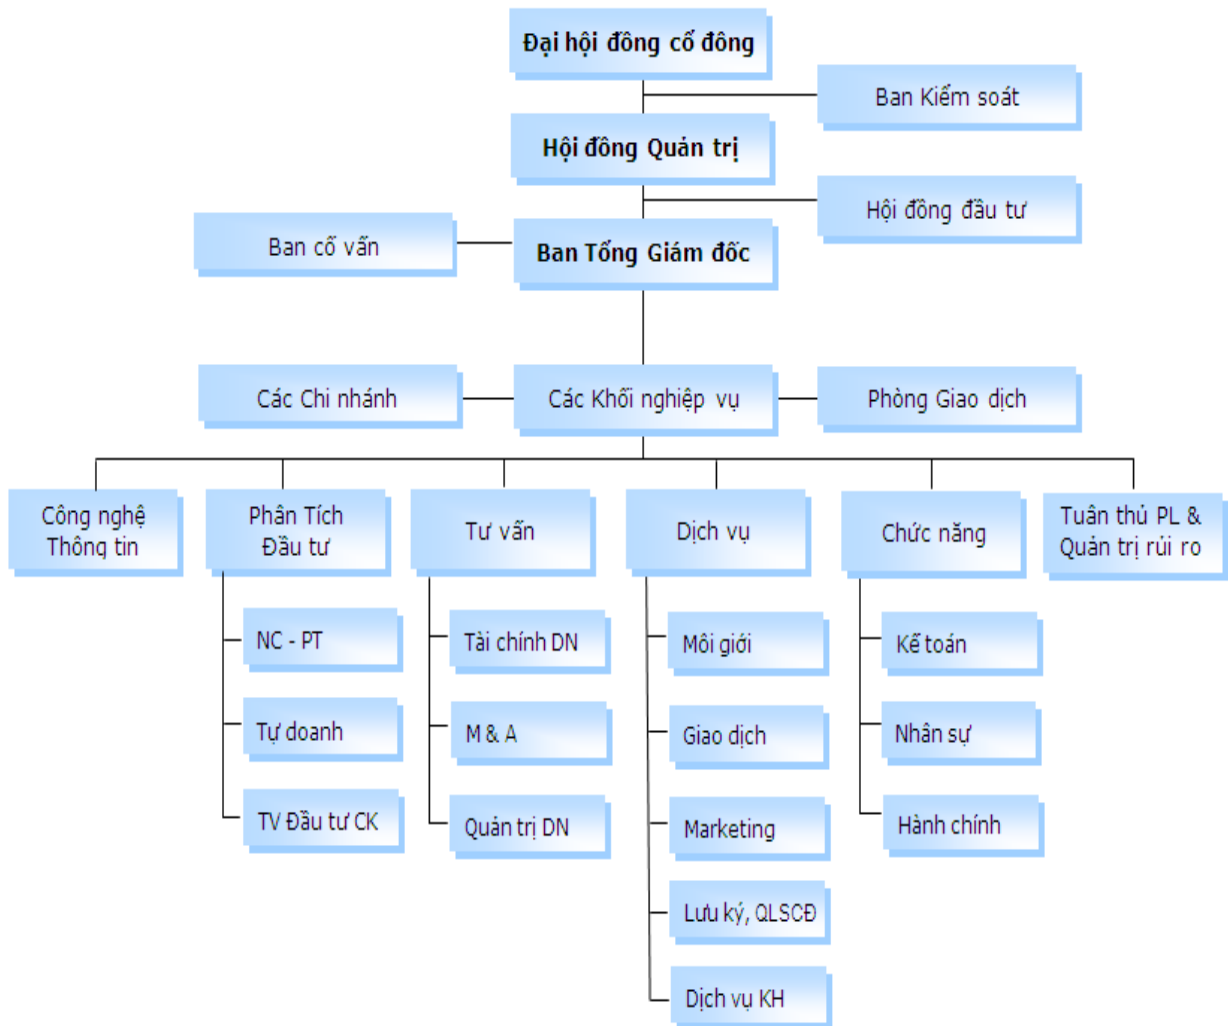 Đại hội đồng cổ đông
Ban Kiểm soát
Hội đồng Quản trị
Hội đồng đầu tư
Ban cố vấn
Ban Tổng Giám đốc
Các Chi nhánh
Các Khối nghiệp vụ
Phòng Giao dịch
Công nghệ
Thông tin
Phân Tích
Đầu tư
Tư vấn
Dịch vụ
Chức năng
Tuân thủ PL &
Quản trị rủi ro
NC - PT
Tự doanh
TV Đầu tư CK
Tài chính DN
M & A
Quản trị DN
Môi giới
Giao dịch
Marketing
Lưu ký, QLSCĐ
Dịch vụ KH
Kế toán
Nhân sự
Hành chính